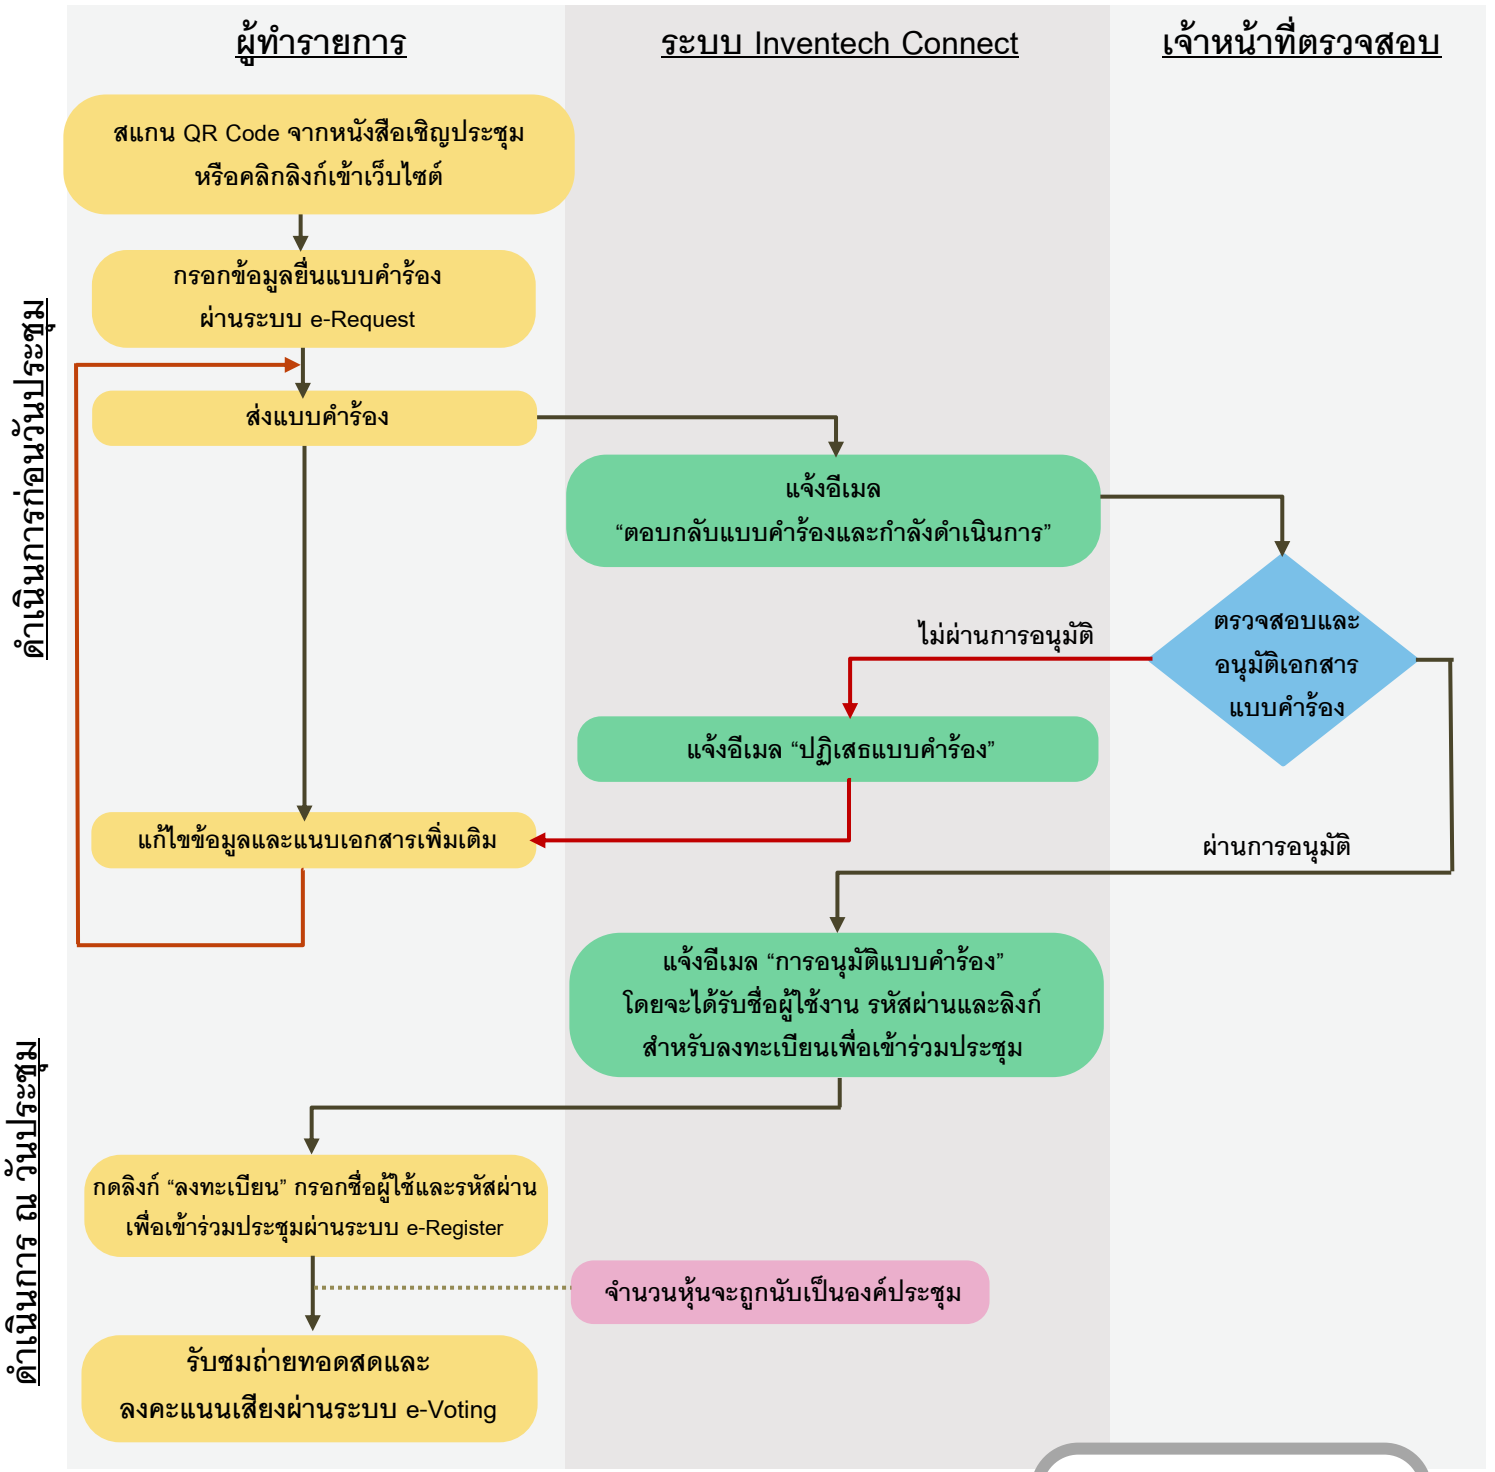 ผู้ทำรายการ
ระบบ Inventech Connect
เจ้าหน้าที่ตรวจสอบ
ดำเนินการก่อนวันประชุม
สแกน QR Code จากหนังสือเชิญประชุม
หรือคลิกลิงก์เข้าเว็บไซต์
กรอกข้อมูลยื่นแบบคำร้อง
ผ่านระบบ e-Request
ส่งแบบคำร้อง
แจ้งอีเมล
“ตอบกลับแบบคำร้องและกำลังดำเนินการ”
ตรวจสอบและ
อนุมัติเอกสาร
แบบคำร้อง
ไม่ผ่านการอนุมัติ
แจ้งอีเมล “ปฏิเสธแบบคำร้อง”
แก้ไขข้อมูลและแนบเอกสารเพิ่มเติม
ผ่านการอนุมัติ
แจ้งอีเมล “การอนุมัติแบบคำร้อง”
โดยจะได้รับชื่อผู้ใช้งาน รหัสผ่านและลิงก์
สำหรับลงทะเบียนเพื่อเข้าร่วมประชุม
ดำเนินการ ณ วันประชุม
กดลิงก์ “ลงทะเบียน” กรอกชื่อผู้ใช้และรหัสผ่าน
เพื่อเข้าร่วมประชุมผ่านระบบ e-Register
จำนวนหุ้นจะถูกนับเป็นองค์ประชุม
รับชมถ่ายทอดสดและ
ลงคะแนนเสียงผ่านระบบ e-Voting